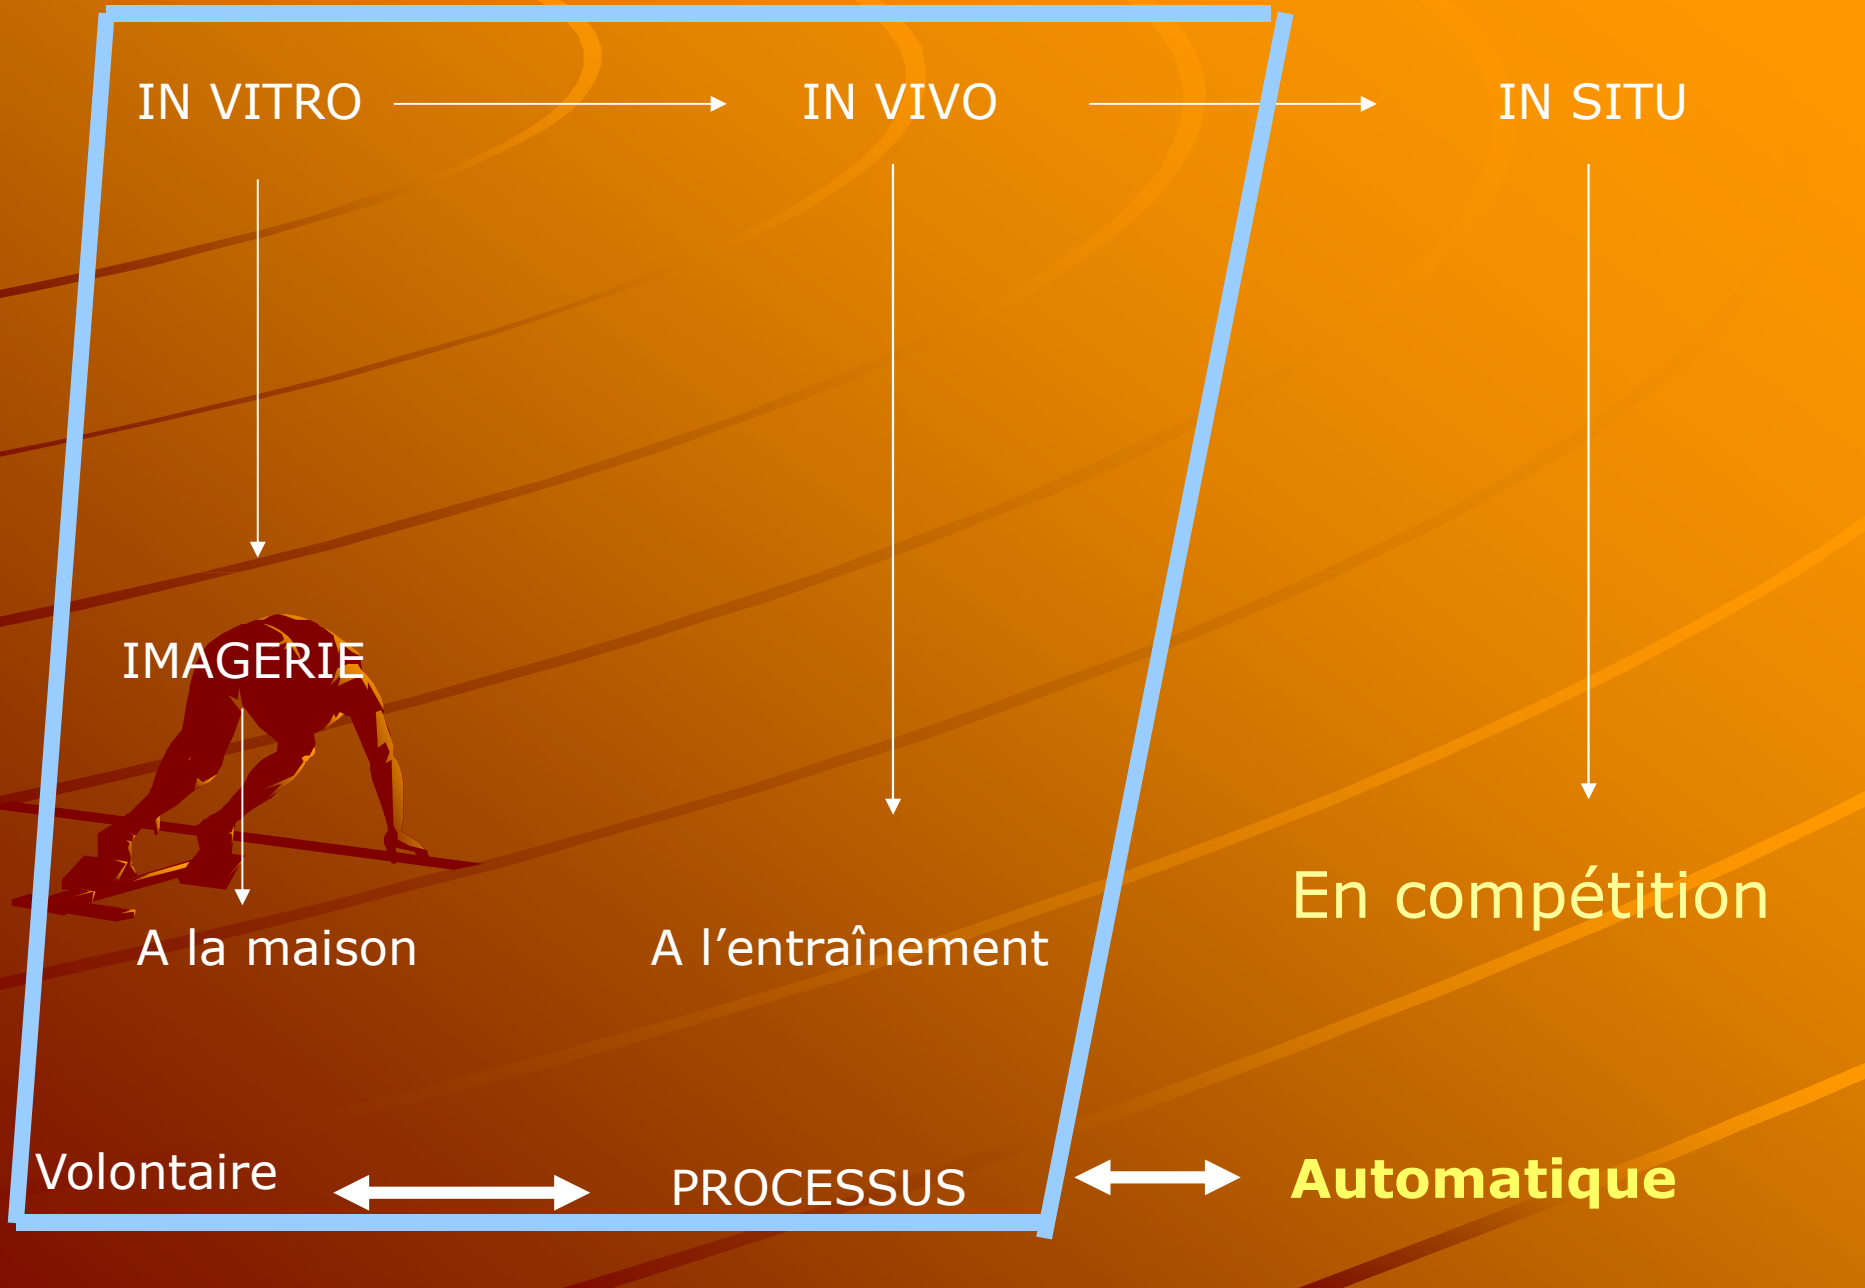 IN VITRO
IN VIVO
IN SITU
IMAGERIE
En compétition
A la maison
A l’entraînement
Volontaire
PROCESSUS
Automatique